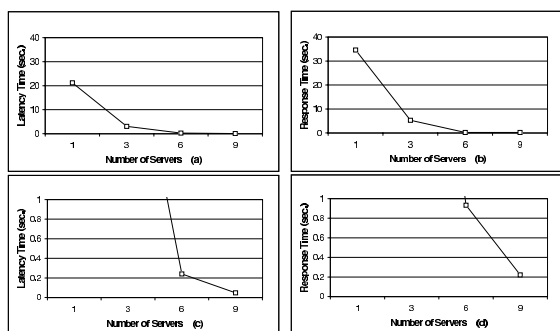 40
30
20
10
0
Latency Time (sec.)
1 3 6 9
Number of Servers (a)
40
30
20
10
0
Response Time (sec.)
1 3 6 9
Number of Servers (b)
1
0.8
0.6
0.4
0.2
0
Latency Time (sec.)
1 3 6 9
Number of Servers (c)
1
0.8
0.6
0.4
0.2
0
Response Time (sec.)
1 3 6 9
Number of Servers (d)